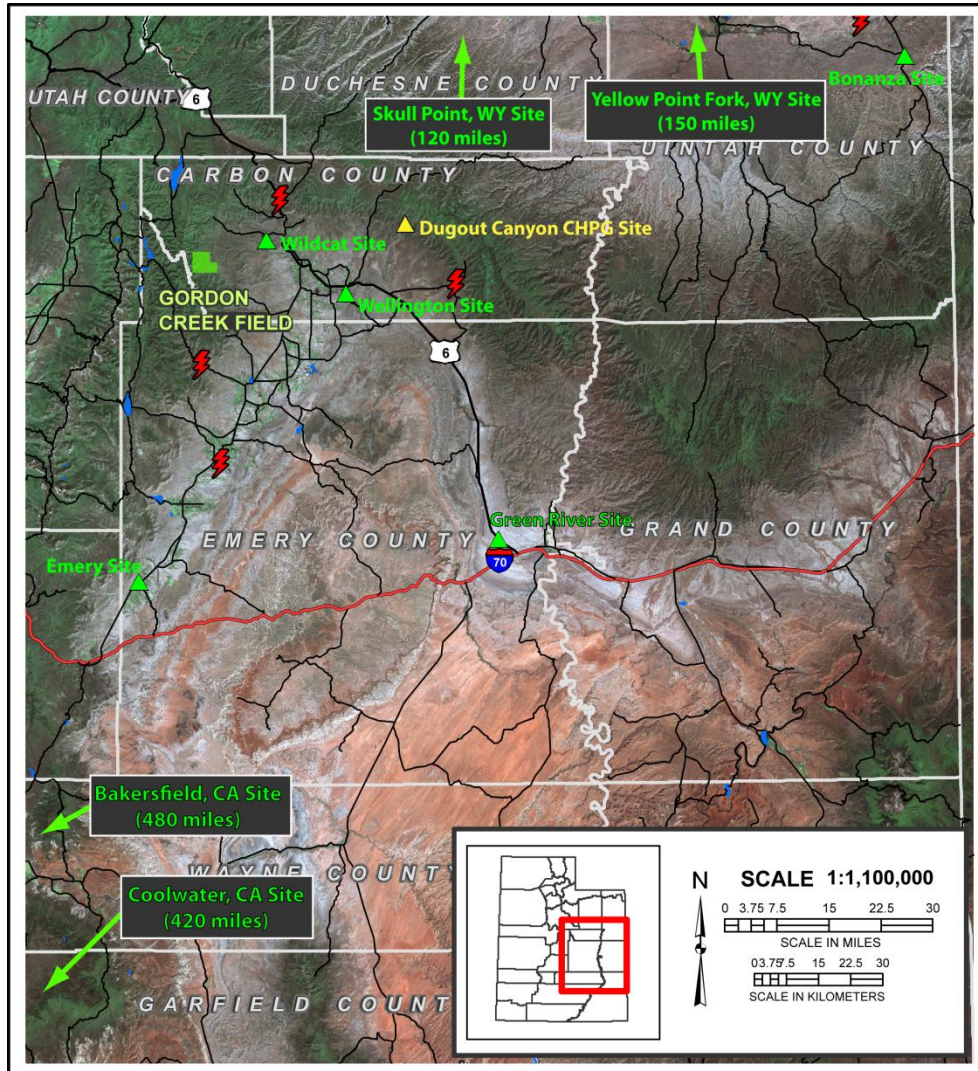 DUCHESNE COUNTY
Bonanza Site
UTAH COUNTY
6
Skull Point, WY Site
(120 miles)
Yellow Point Fork, WY Site
(150 miles)
UINTAH COUNTY
CARBON COUNTY
Dugout Canyon CHPG Site
Wildcat Site
GORDON
CREEK FIELD
Wellington Site
6
Green River Site
EMERY COUNTY
GRAND COUNTY
70
Emery Site
Bakersfield, CA Site
(480 miles)
WAYNE COUNTY
Coolwater, CA Site
(420 miles)
GARFIELD COUNT
N
SCALE 1:1,100,000
0 3.75 7.5 15 22.5 30
SCALE IN MILES
0 3.75 7.5 15 22.5 30
SCALE IN KILOMETERS